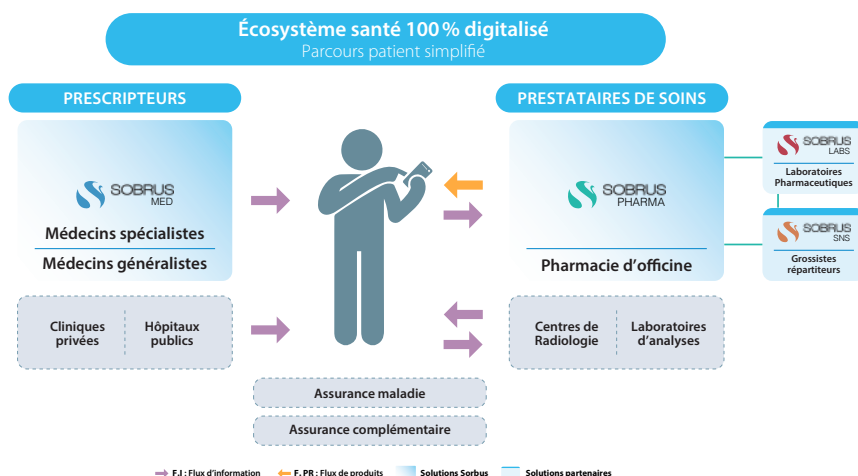 Écosystème santé 100 % digitalisé
Parcours patient simplifié
PRESCRIPTEURS
PRESTATAIRES DE SOINS
SOBRUS
MED
Médecins spécialistes
Médecins généralistes
SOBRUS
PHARMA
Pharmacie d'officine
SOBRUS
LABS
Laboratoires
Pharmaceutiques
SOBRUS
SNS
Grossistes
répartiteurs
Cliniques
privées
Hôpitaux
publics
Centres de
Radiologie
Laboratoires
d'analyses
Assurance maladie
Assurance complémentaire
F.I : Flux d'information
F. PR : Flux de produits
Solutions Sorbus
Solutions partenaires